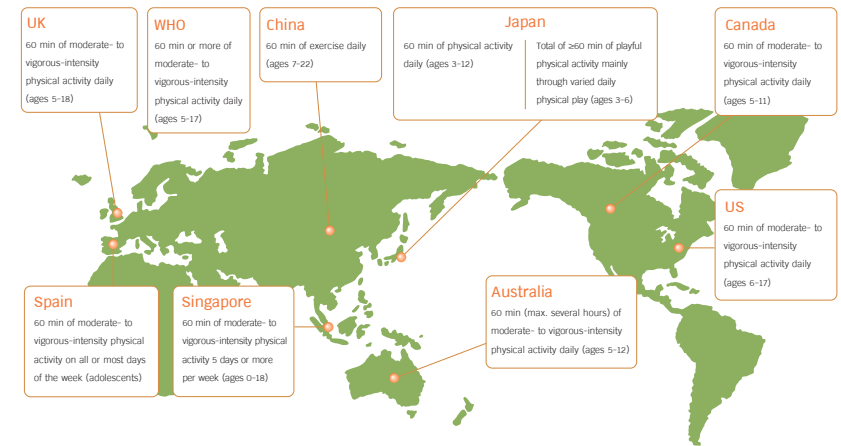 UK
60 min of moderate- to
vigorous-intensity
physical activity daily
(ages 5-18)
WHO
60 min or more of
moderate- to
vigorous-intensity
physical activity daily
(ages 5-17)
China
60 min of exercise daily
(ages 7-22)
Japan
60 min of physical activity
daily (ages 3-12)
Total of ≥60 min of playful
physical activity mainly
through varied daily
physical play (ages 3-6)
Canada
60 min of moderate- to
vigorous-intensity
physical activity daily
(ages 5-11)
US
60 min of moderate- to
vigorous-intensity
physical activity daily
(ages 6-17)
Spain
60 min of moderate- to
vigorous-intensity physical
activity on all or most days
of the week (adolescents)
Singapore
60 min of moderate- to
vigorous-intensity physical
activity 5 days or more
per week (ages 0-18)
Australia
60 min (max. several hours) of
moderate- to vigorous-intensity
physical activity daily (ages 5-12)